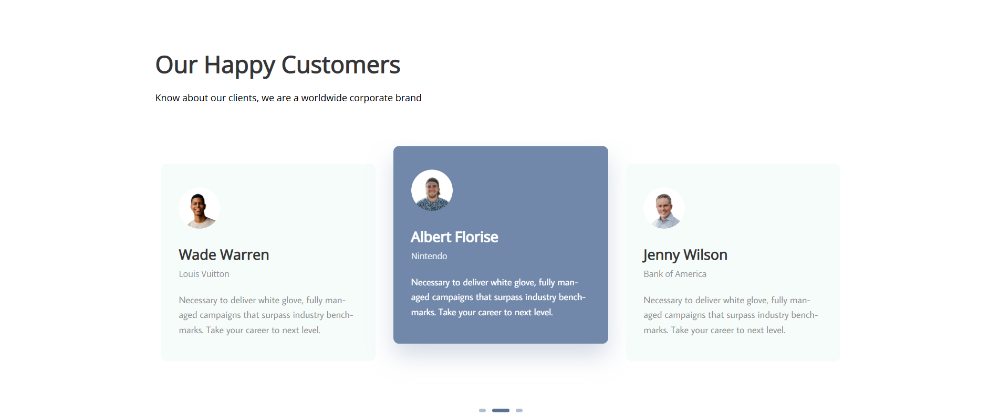 Our Happy Customers
Know about our clients, we are a worldwide corporate brand
Wade Warren
Louis Vuitton
Necessary to deliver white glove, fully man-
aged campaigns that surpass industry bench-
marks. Take your career to next level.
Albert Florise
Nintendo
Necessary to deliver white glove, fully man-
aged campaigns that surpass industry bench-
marks. Take your career to next level.
Jenny Wilson
Bank of America
Necessary to deliver white glove, fully man-
aged campaigns that surpass industry bench-
marks. Take your career to next level.